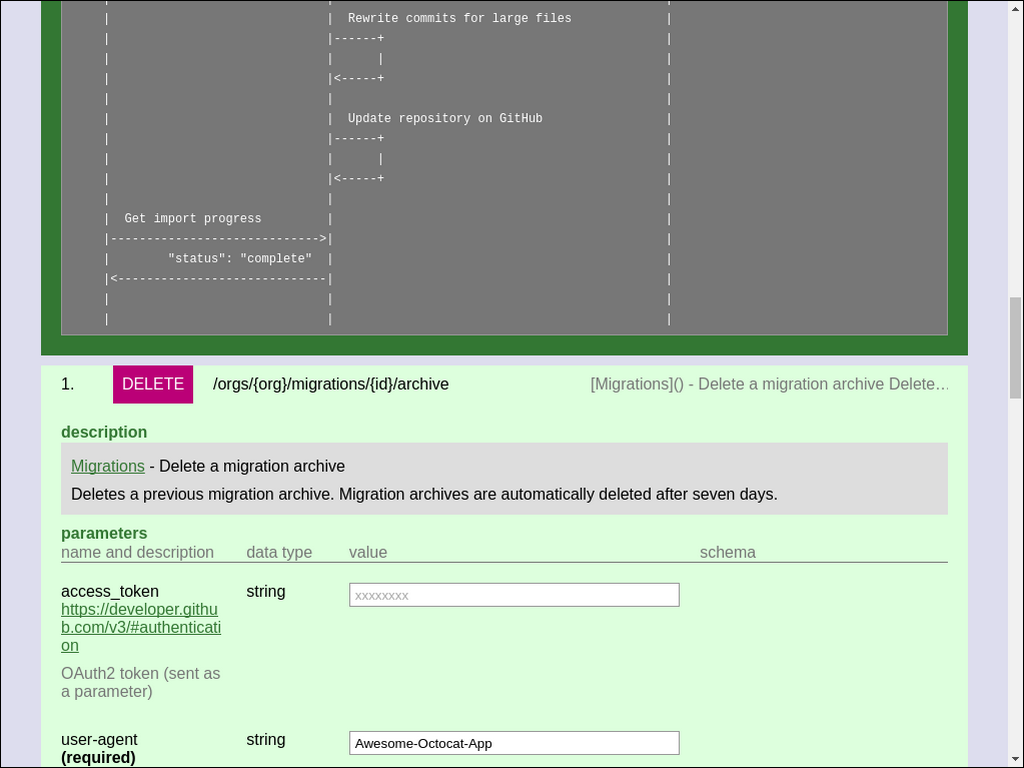 |                              |  Rewrite commits for large files             |
|                              |------+                                       |
|                              |      |                                       |
|                              |<-----+                                       |
|                              |                                              |
|                              |  Update repository on GitHub                 |
|                              |------+                                       |
|                              |      |                                       |
|                              |<-----+                                       |
|                              |                                              |
|  Get import progress         |                                              |
|----------------------------->|                                              |
|        "status": "complete"  |                                              |
|<-----------------------------|                                              |
|                              |                                              |
|                              |                                              |
1. DELETE /orgs/{org}/migrations/{id}/archive [Migrations]() - Delete a migration archive Delete…
description
Migrations - Delete a migration archive
Deletes a previous migration archive. Migration archives are automatically deleted after seven days.
parameters
name and description data type value schema
access_token string xxxxxxxx
https://developer.githu
b.com/v3/#authenticati
on
OAuth2 token (sent as
a parameter)
user-agent string Awesome-Octocat-App
(required)